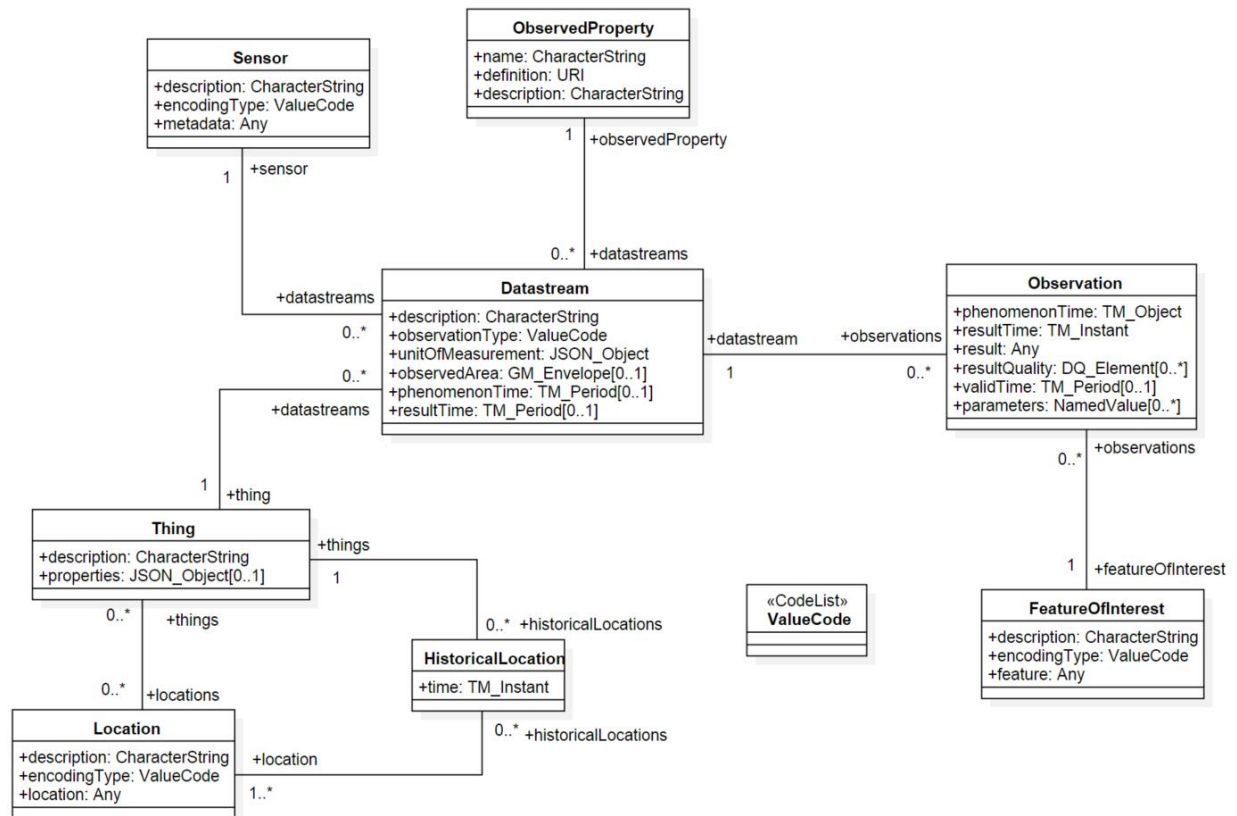 ObservedProperty
+name: CharacterString
+definition: URI
+description: CharacterString
1
+observedProperty
Sensor
+description: CharacterString
+encodingType: ValueCode
+metadata: Any
1
+sensor
0..*
+datastreams
+datastreams
0..*
Datastream
+description: CharacterString
+observationType: ValueCode
+unitOfMeasurement: JSON_Object
+observedArea: GM_Envelope[0..1]
+phenomenonTime: TM_Period[0..1]
+resultTime: TM_Period[0..1]
0..*
+datastreams
+datastream
1
+observations
0..*
Observation
+phenomenonTime: TM_Object
+resultTime: TM_Instant
+result: Any
+resultQuality: DQ_Element[0..*]
+validTime: TM_Period[0..1]
+parameters: NamedValue[0..*]
0..*
+observations
1
+thing
Thing
+description: CharacterString
+properties: JSON_Object[0..1]
+things
1
0..*
+things
0..*
+historicalLocations
HistoricalLocation
+time: TM_Instant
0..*
+historicalLocations
0..*
+locations
Location
+description: CharacterString
+encodingType: ValueCode
+location: Any
+location
1..*
«CodeList»
ValueCode
1
+featureOfInterest
FeatureOfInterest
+description: CharacterString
+encodingType: ValueCode
+feature: Any